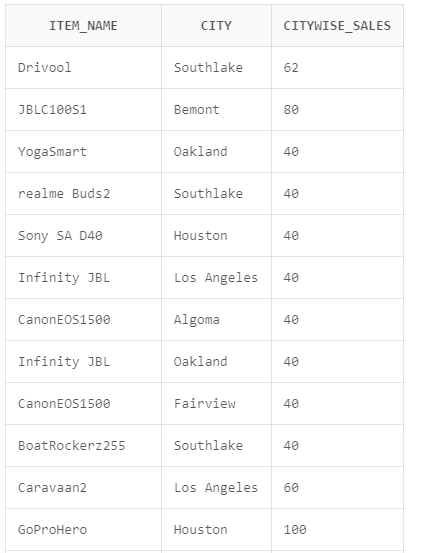 ITEM_NAME CITY CITYWISE_SALES
Drivool Southlake 62
JBLC100S1 Bemont 80
YogaSmart Oakland 40
realme Buds2 Southlake 40
Sony SA D40 Houston 40
Infinity JBL Los Angeles 40
CanonEOS1500 Algoma 40
Infinity JBL Oakland 40
CanonEOS1500 Fairview 40
BoatRockerz255 Southlake 40
Caravaan2 Los Angeles 60
GoProHero Houston 100